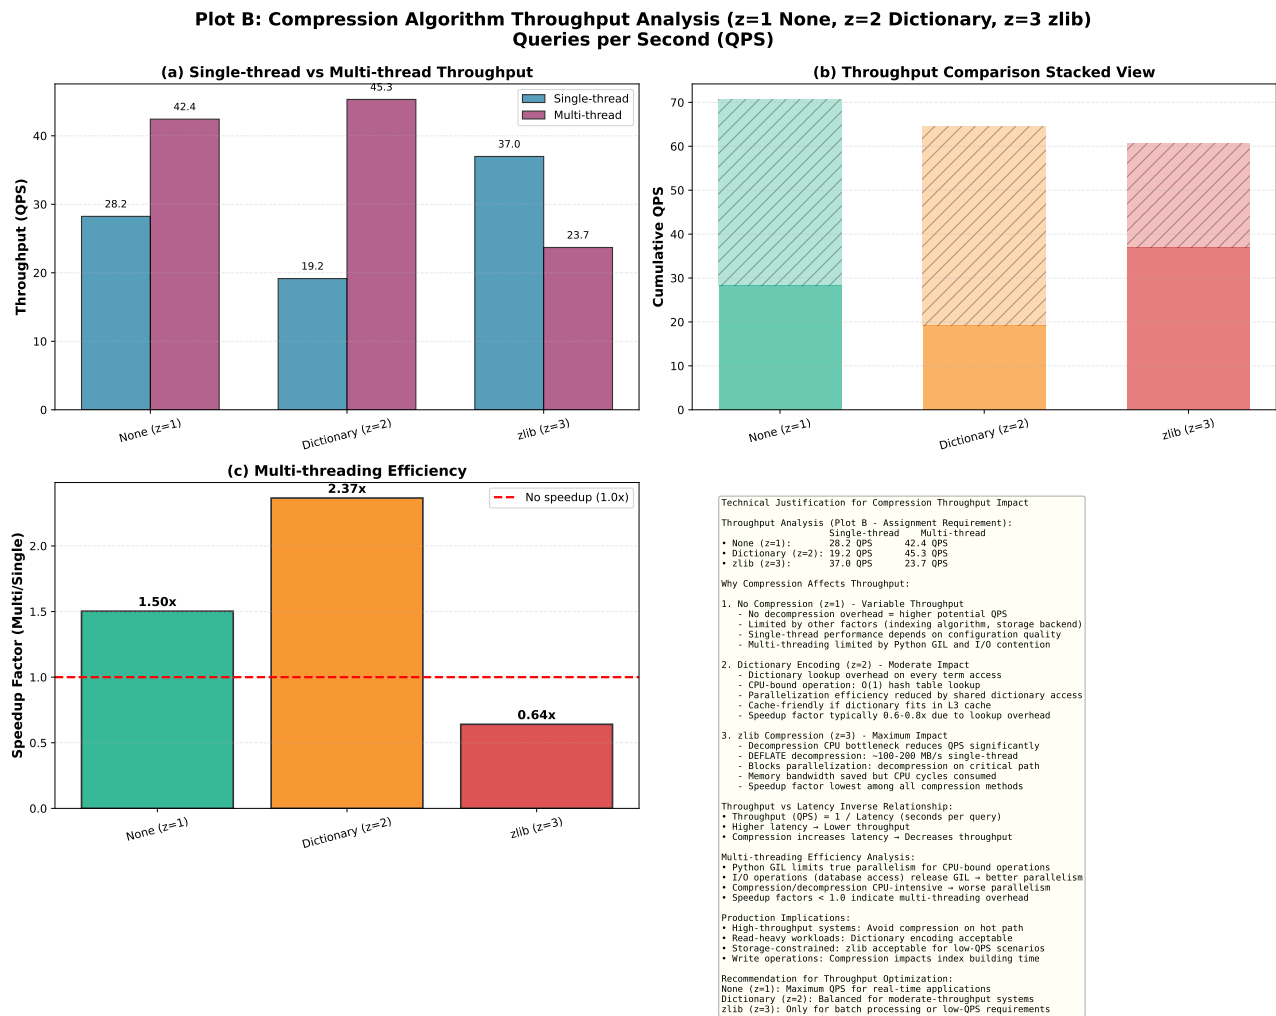 Plot B: Compression Algorithm Throughput Analysis (z=1 None, z=2 Dictionary, z=3 zlib)
Queries per Second (QPS)
(a) Single-thread vs Multi-thread Throughput
Throughput (QPS)
0
10
20
30
40
28.2
42.4
19.2
45.3
37.0
23.7
Single-thread
Multi-thread
None (z=1)
Dictionary (z=2)
zlib (z=3)
(b) Throughput Comparison Stacked View
Cumulative QPS
0
10
20
30
40
50
60
70
None (z=1)
Dictionary (z=2)
zlib (z=3)
(c) Multi-threading Efficiency
Speedup Factor (Multi/Single)
0.0
0.5
1.0
1.5
2.0
1.50x
2.37x
0.64x
No speedup (1.0x)
None (z=1)
Dictionary (z=2)
zlib (z=3)
Technical Justification for Compression Throughput Impact
Throughput Analysis (Plot B - Assignment Requirement):
Single-thread    Multi-thread
• None (z=1):       28.2 QPS      42.4 QPS
• Dictionary (z=2): 19.2 QPS      45.3 QPS
• zlib (z=3):       37.0 QPS      23.7 QPS
Why Compression Affects Throughput:
1. No Compression (z=1) - Variable Throughput
- No decompression overhead = higher potential QPS
- Limited by other factors (indexing algorithm, storage backend)
- Single-thread performance depends on configuration quality
- Multi-threading limited by Python GIL and I/O contention
2. Dictionary Encoding (z=2) - Moderate Impact
- Dictionary lookup overhead on every term access
- CPU-bound operation: O(1) hash table lookup
- Parallelization efficiency reduced by shared dictionary access
- Cache-friendly if dictionary fits in L3 cache
- Speedup factor typically 0.6-0.8x due to lookup overhead
3. zlib Compression (z=3) - Maximum Impact
- Decompression CPU bottleneck reduces QPS significantly
- DEFLATE decompression: ~100-200 MB/s single-thread
- Blocks parallelization: decompression on critical path
- Memory bandwidth saved but CPU cycles consumed
- Speedup factor lowest among all compression methods
Throughput vs Latency Inverse Relationship:
• Throughput (QPS) = 1 / Latency (seconds per query)
• Higher latency → Lower throughput
• Compression increases latency → Decreases throughput
Multi-threading Efficiency Analysis:
• Python GIL limits true parallelism for CPU-bound operations
• I/O operations (database access) release GIL → better parallelism
• Compression/decompression CPU-intensive → worse parallelism
• Speedup factors < 1.0 indicate multi-threading overhead
Production Implications:
• High-throughput systems: Avoid compression on hot path
• Read-heavy workloads: Dictionary encoding acceptable
• Storage-constrained: zlib acceptable for low-QPS scenarios
• Write operations: Compression impacts index building time
Recommendation for Throughput Optimization:
None (z=1): Maximum QPS for real-time applications
Dictionary (z=2): Balanced for moderate-throughput systems
zlib (z=3): Only for batch processing or low-QPS requirements